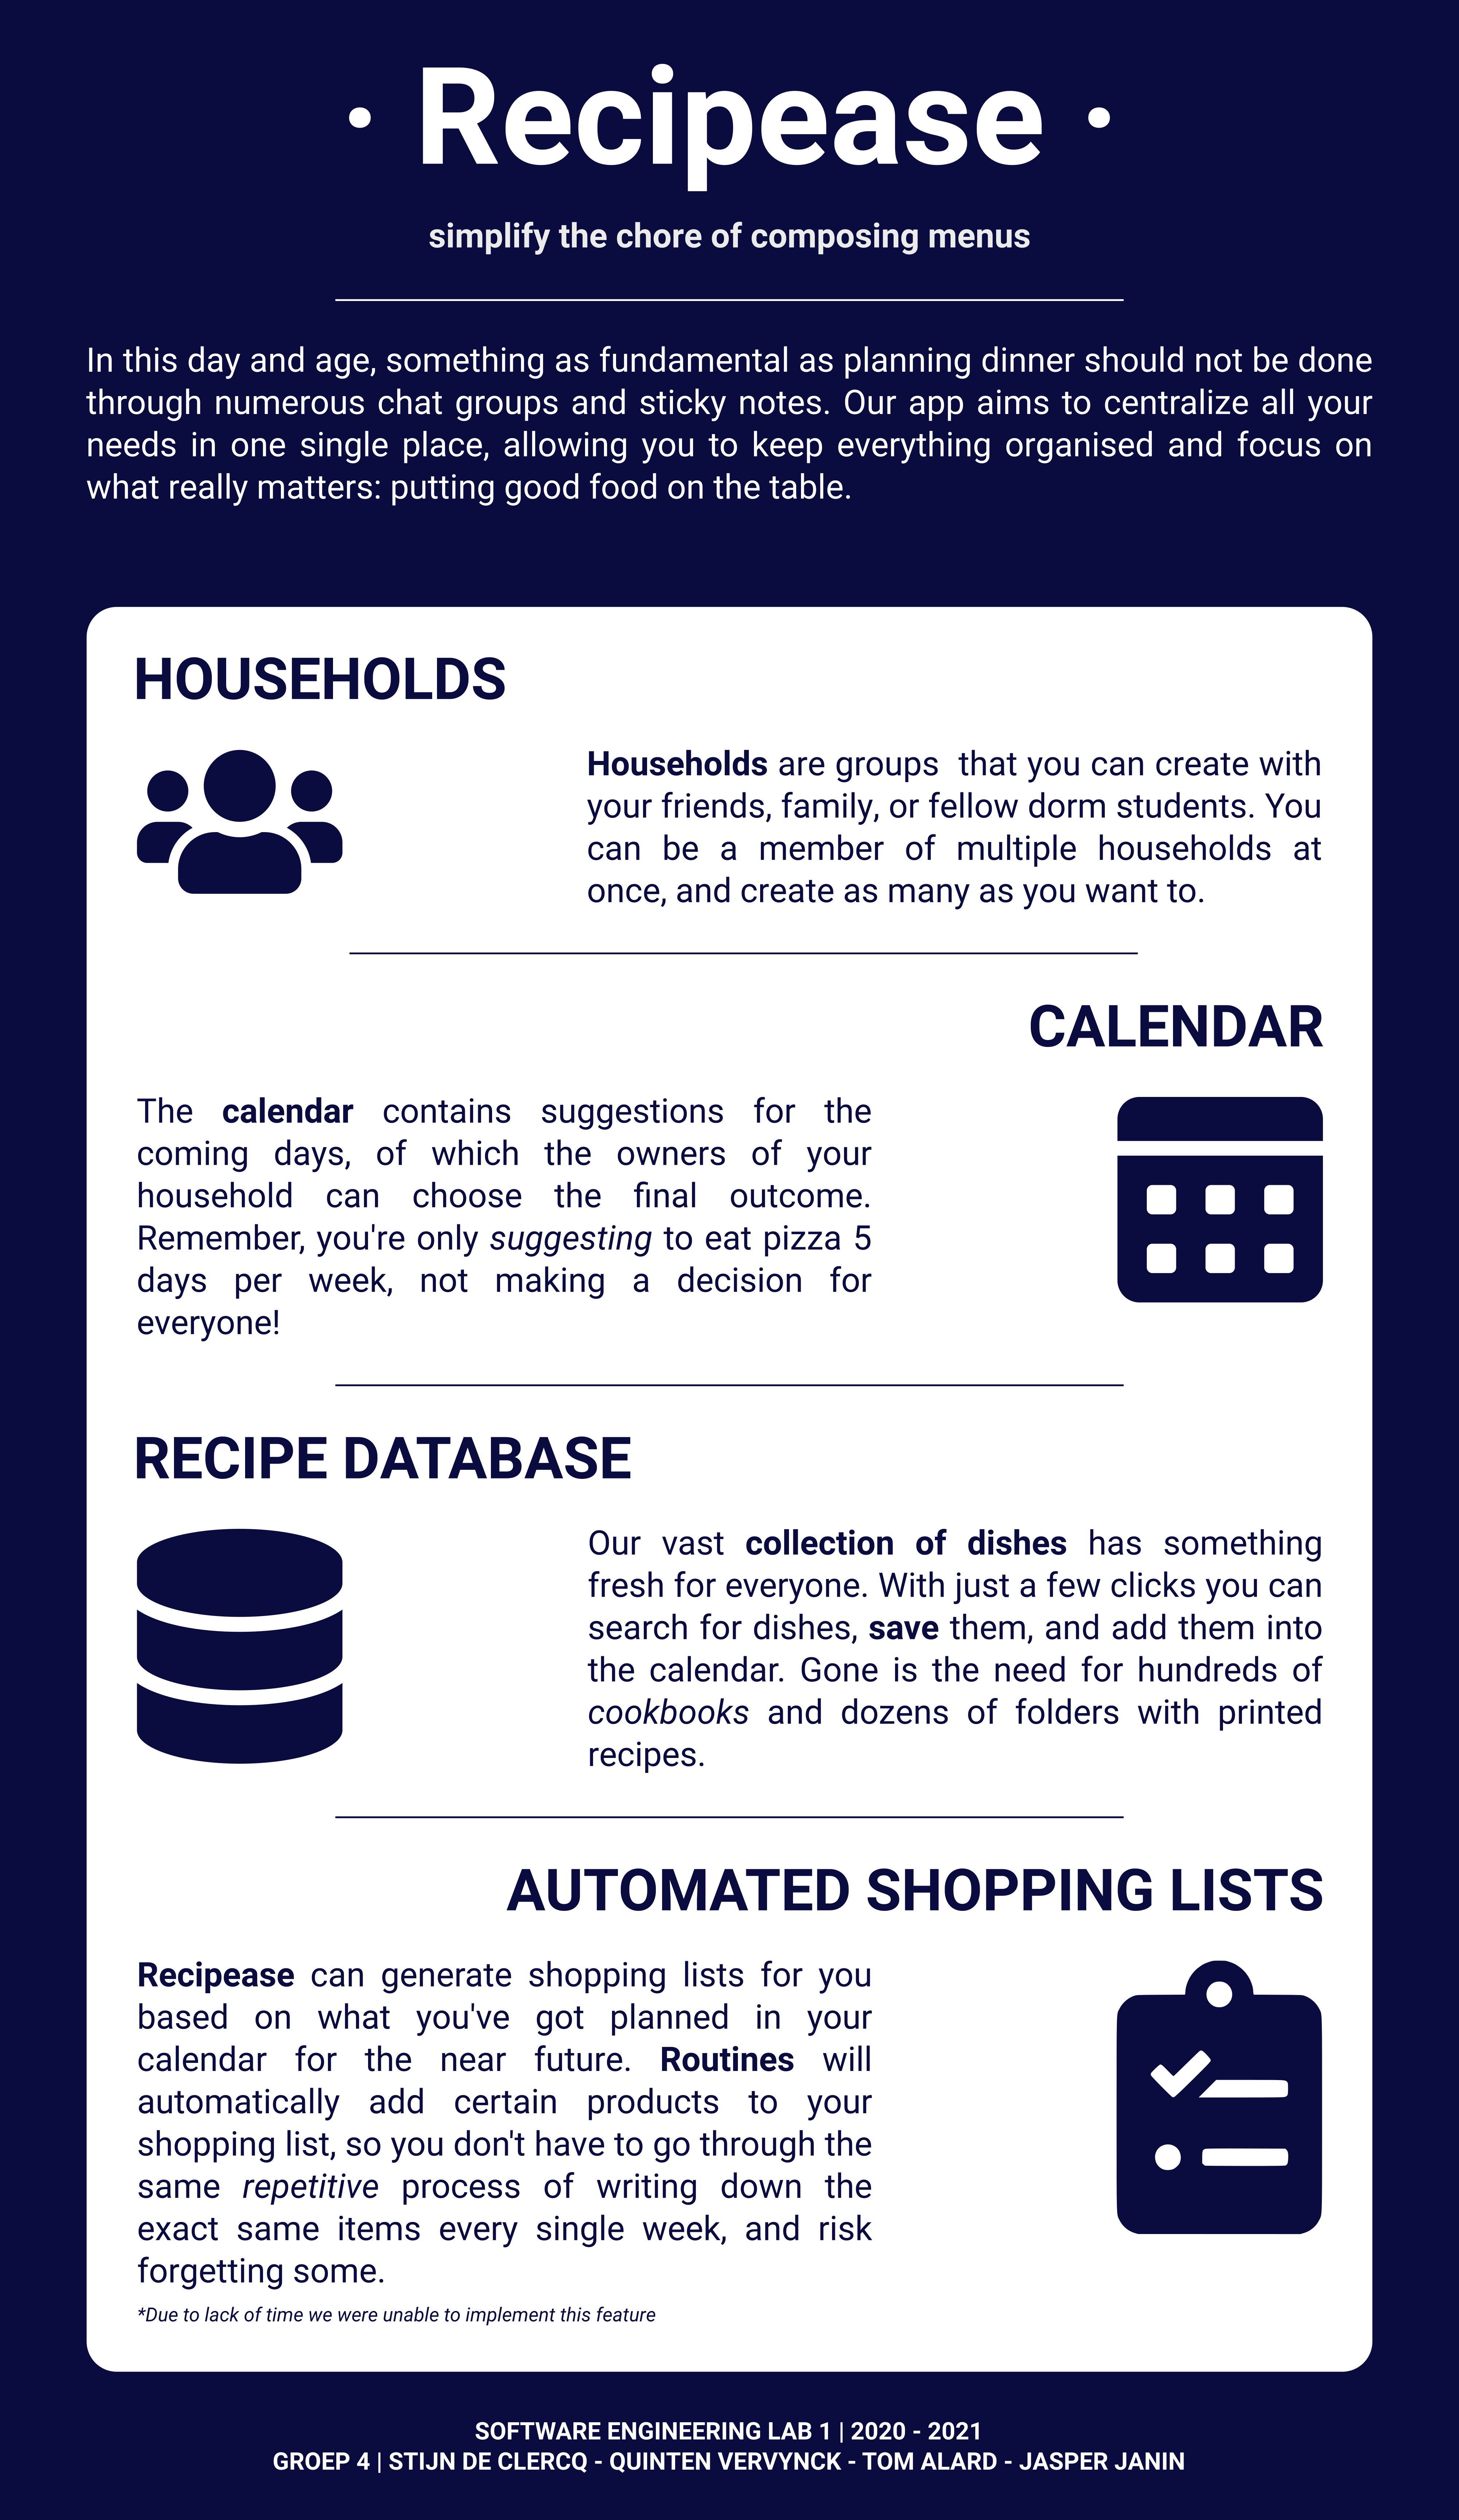 · Recipease ·
simplify the chore of composing menus
In this day and age, something as fundamental as planning dinner should not be done
through numerous chat groups and sticky notes. Our app aims to centralize all your
needs in one single place, allowing you to keep everything organised and focus on
what really matters: putting good food on the table.
HOUSEHOLDS
Households are groups  that you can create with
your friends, family, or fellow dorm students. You
can be a member of multiple households at
once, and create as many as you want to.
CALENDAR
The calendar contains suggestions for the
coming days, of which the owners of your
household can choose the final outcome.
Remember, you're only suggesting to eat pizza 5
days per week, not making a decision for
everyone!
RECIPE DATABASE
Our vast collection of dishes has something
fresh for everyone. With just a few clicks you can
search for dishes, save them, and add them into
the calendar. Gone is the need for hundreds of
cookbooks and dozens of folders with printed
recipes.
AUTOMATED SHOPPING LISTS
Recipease can generate shopping lists for you
based on what you've got planned in your
calendar for the near future. Routines will
automatically add certain products to your
shopping list, so you don't have to go through the
same repetitive process of writing down the
exact same items every single week, and risk
forgetting some.
*Due to lack of time we were unable to implement this feature
SOFTWARE ENGINEERING LAB 1 | 2020 - 2021
GROEP 4 | STIJN DE CLERCQ - QUINTEN VERVYNCK - TOM ALARD - JASPER JANIN